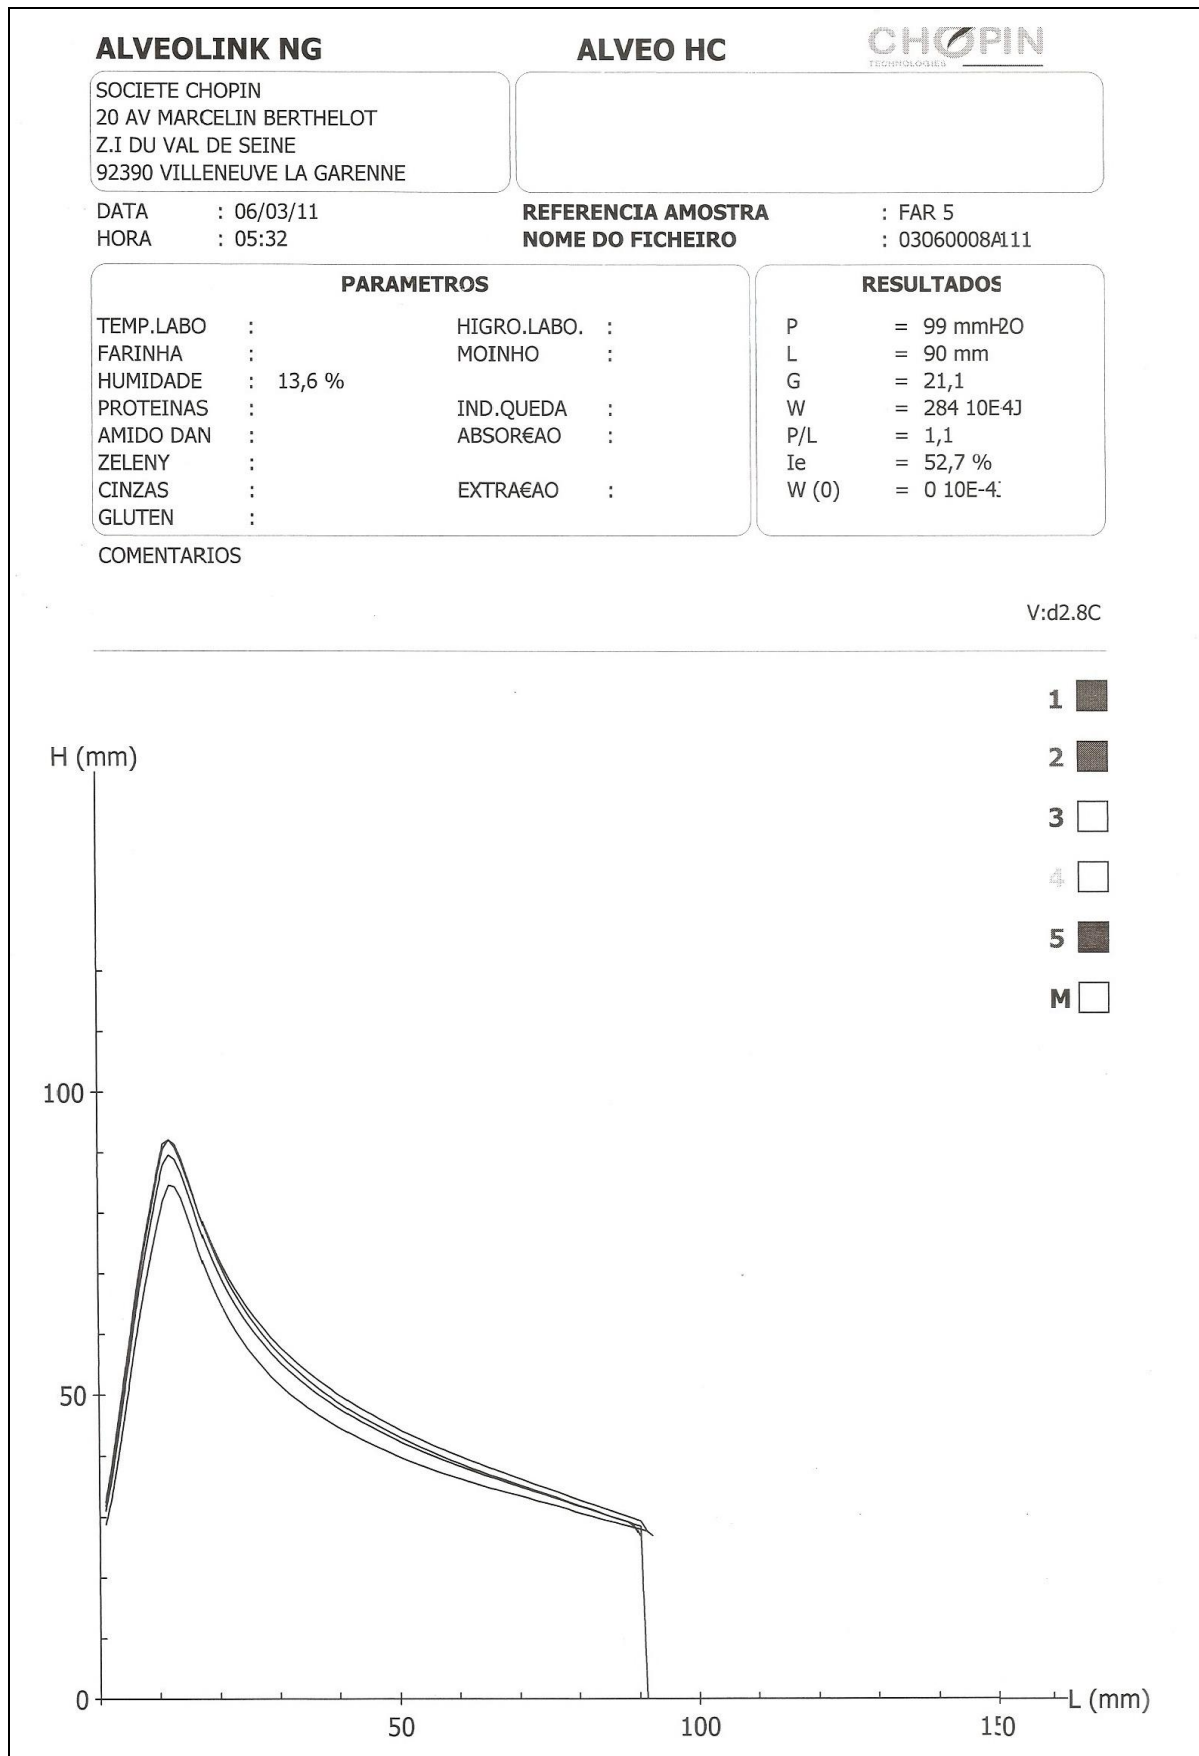 ALVEOLINK NG ALVEO HC CHOPIN
TECHNOLOGIES
SOCIETE CHOPIN
20 AV MARCELIN BERTHELOT
Z.I DU VAL DE SEINE
92390 VILLENEUVE LA GARENNE
DATA : 06/03/11 REFERENCIA AMOSTRA : FAR 5
HORA : 05:32 NOME DO FICHEIRO : 03060008A111
PARAMETROS RESULTADOS
TEMP.LABO : HIGRO.LABO. : P = 99 mmH2O
FARINHA : MOINHO : L = 90 mm
HUMIDADE : 13,6 % G = 21,1
PROTEINAS : IND.QUEDA : W = 284 10E-4J
AMIDO DAN : ABSOR€AO : P/L = 1,1
ZELENY : Ie = 52,7 %
CINZAS : EXTRA€AO : W (0) = 0 10E-4J
GLUTEN :
COMENTARIOS
V:d2.8C
1
2
3
4
5
M
H (mm)
100
50
0
50 100 150 L (mm)